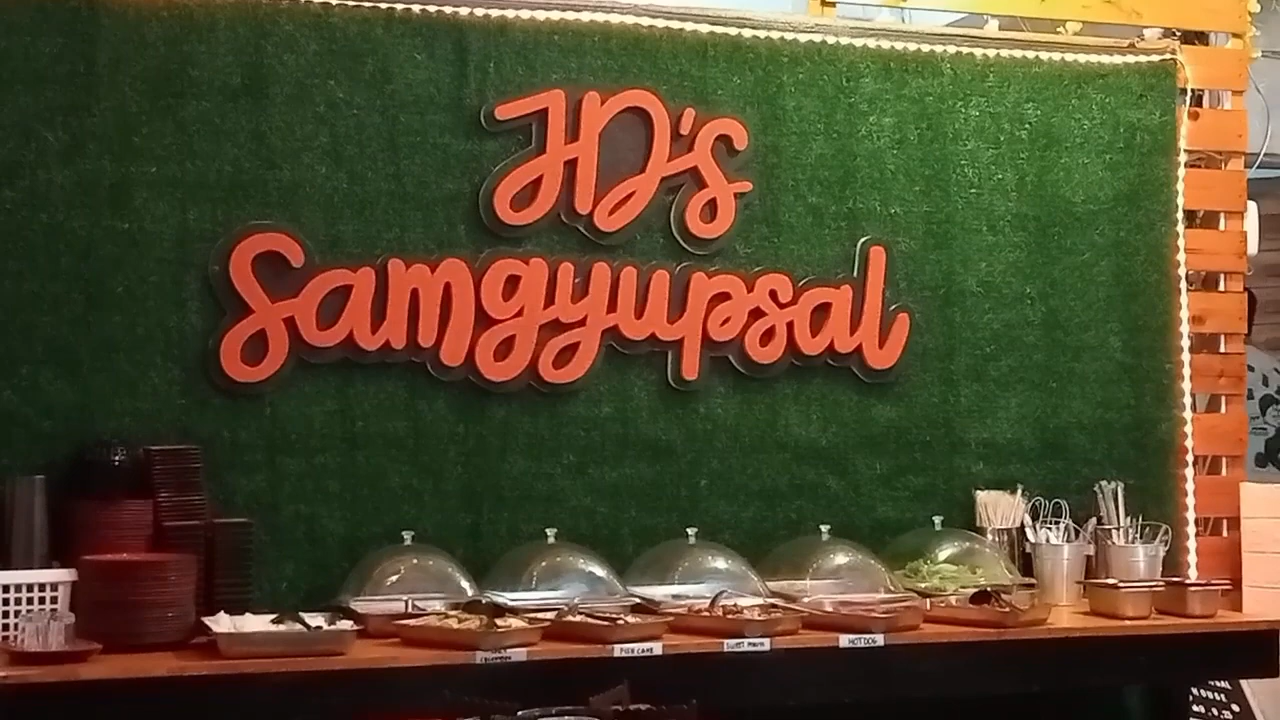 JD's
Samgyupsal
FISH CAKE
SWEET POTATO
HOTDOG